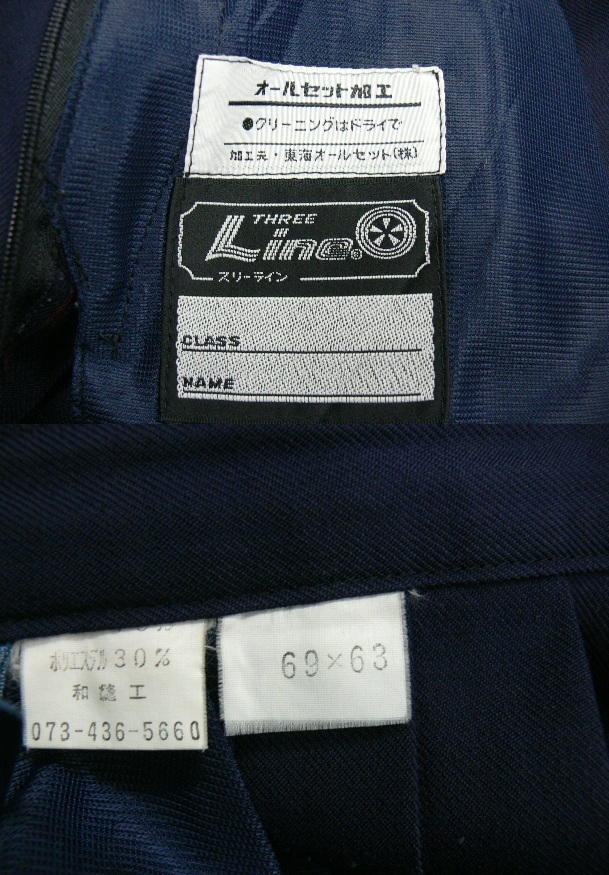 オールセット加工
●クリーニングはドライで
加工元・東海オールセット(株)
THREE
Line.®
スリーライン
CLASS
NAME
ポリエステル30%
和縫工
073-436-5660
69×63